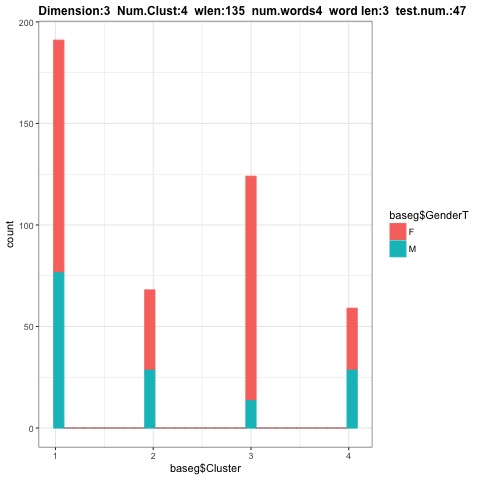 Dimension:3  Num.Clust:4  wlen:135  num.words4  word len:3  test.num.:47
200
150
100
50
0
count
1 2 3 4
baseg$Cluster
baseg$GenderT
F
M